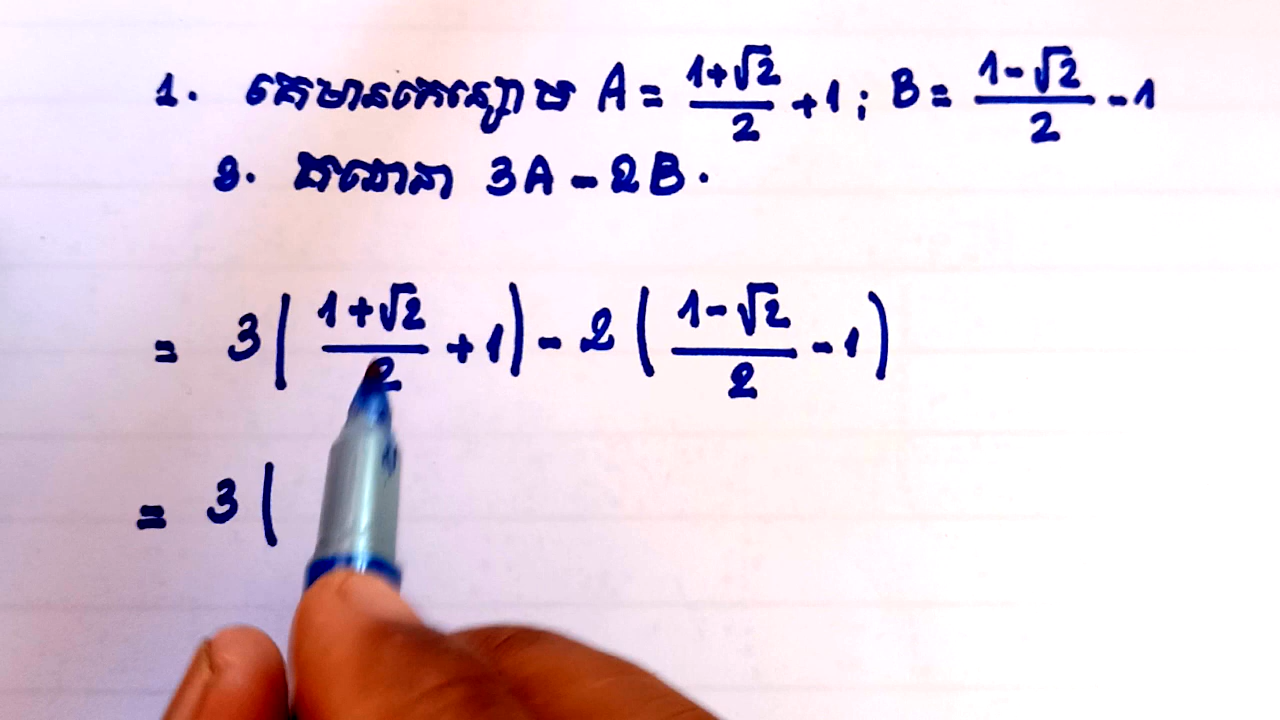 1. គេមានកន្សោម A = (1+√2)/2 + 1 ; B = (1-√2)/2 - 1
ខ. គណនា 3A - 2B .
= 3( (1+√2)/2 + 1 ) - 2( (1-√2)/2 - 1 )
= 3(